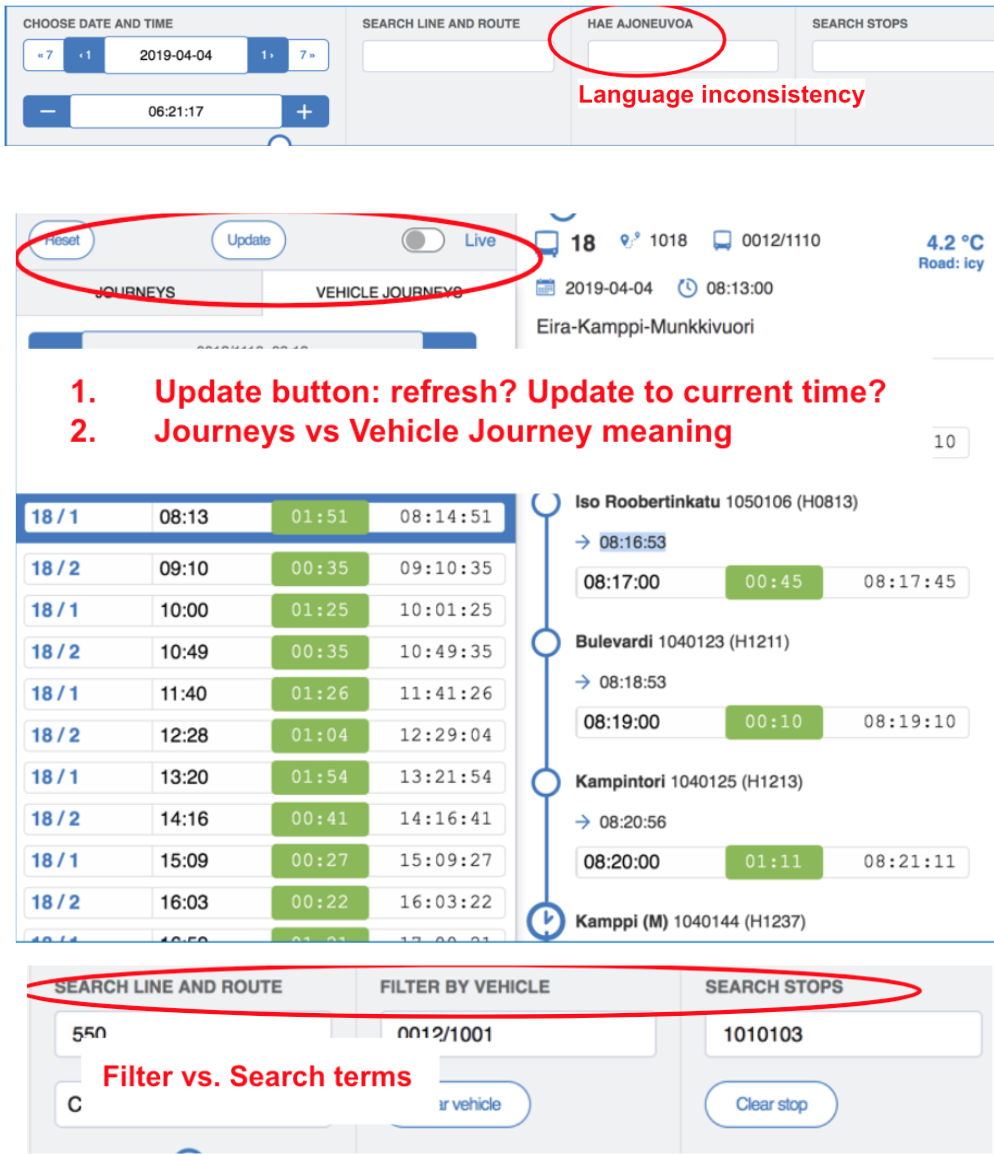 CHOOSE DATE AND TIME SEARCH LINE AND ROUTE HAE AJONEUVOA SEARCH STOPS
«7 ‹1 2019-04-04 1› 7»
Language inconsistency
− 06:21:17 +
Reset Update Live
18 1018 0012/1110 4.2 °C
Road: icy
JOURNEYS VEHICLE JOURNEYS
2019-04-04 08:13:00
Eira-Kamppi-Munkkivuori
1. Update button: refresh? Update to current time?
2. Journeys vs Vehicle Journey meaning
10
Iso Roobertinkatu 1050106 (H0813)
18 / 1 08:13 01:51 08:14:51
→ 08:16:53
18 / 2 09:10 00:35 09:10:35
08:17:00 00:45 08:17:45
18 / 1 10:00 01:25 10:01:25
18 / 2 10:49 00:35 10:49:35
Bulevardi 1040123 (H1211)
18 / 1 11:40 01:26 11:41:26
→ 08:18:53
18 / 2 12:28 01:04 12:29:04
08:19:00 00:10 08:19:10
18 / 1 13:20 01:54 13:21:54
Kampintori 1040125 (H1213)
18 / 2 14:16 00:41 14:16:41
→ 08:20:56
18 / 1 15:09 00:27 15:09:27
08:20:00 01:11 08:21:11
18 / 2 16:03 00:22 16:03:22
Kamppi (M) 1040144 (H1237)
SEARCH LINE AND ROUTE FILTER BY VEHICLE SEARCH STOPS
550 0012/1001 1010103
Filter vs. Search terms
C ar vehicle Clear stop